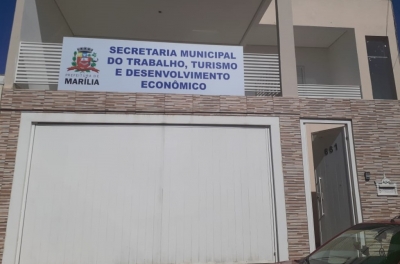 SECRETARIA MUNICIPAL
DO TRABALHO, TURISMO
E DESENVOLVIMENTO
ECONÔMICO
MARÍLIA